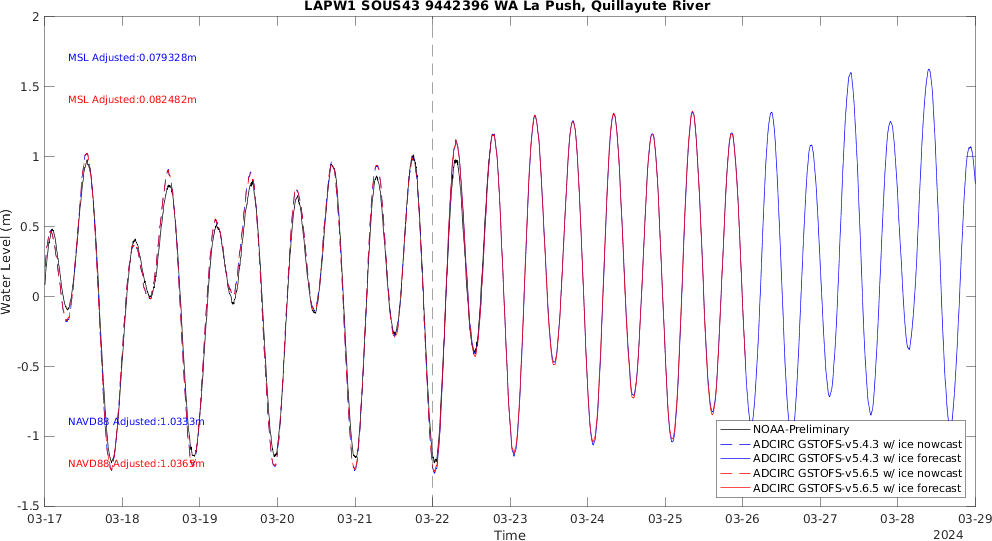 LAPW1 SOUS43 9442396 WA La Push, Quillayute River
2
1.5
1
0.5
0
-0.5
-1
-1.5
Water Level (m)
MSL Adjusted:0.079328m
MSL Adjusted:0.082482m
NAVD88 Adjusted:1.0333m
NAVD88 Adjusted:1.0365m
NOAA-Preliminary
ADCIRC GSTOFS-v5.4.3 w/ ice nowcast
ADCIRC GSTOFS-v5.4.3 w/ ice forecast
ADCIRC GSTOFS-v5.6.5 w/ ice nowcast
ADCIRC GSTOFS-v5.6.5 w/ ice forecast
03-17 03-18 03-19 03-20 03-21 03-22 03-23 03-24 03-25 03-26 03-27 03-28 03-29
Time
2024